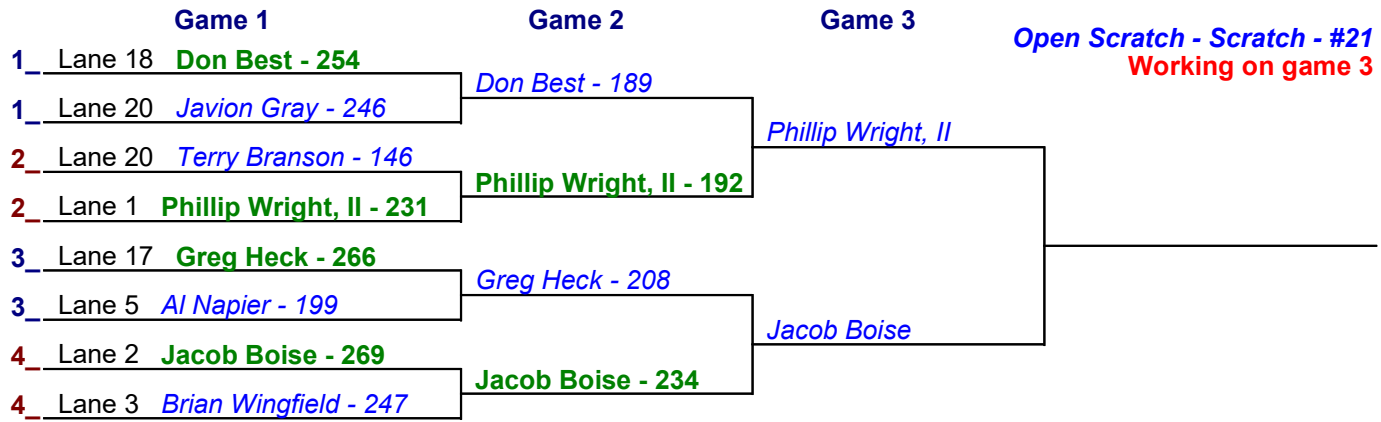 Game 1 Game 2 Game 3
Open Scratch - Scratch - #21
Working on game 3
1_ Lane 18 Don Best - 254
Don Best - 189
1_ Lane 20 Javion Gray - 246
Phillip Wright, II
2_ Lane 20 Terry Branson - 146
Phillip Wright, II - 192
2_ Lane 1 Phillip Wright, II - 231
3_ Lane 17 Greg Heck - 266
Greg Heck - 208
3_ Lane 5 Al Napier - 199
Jacob Boise
4_ Lane 2 Jacob Boise - 269
Jacob Boise - 234
4_ Lane 3 Brian Wingfield - 247